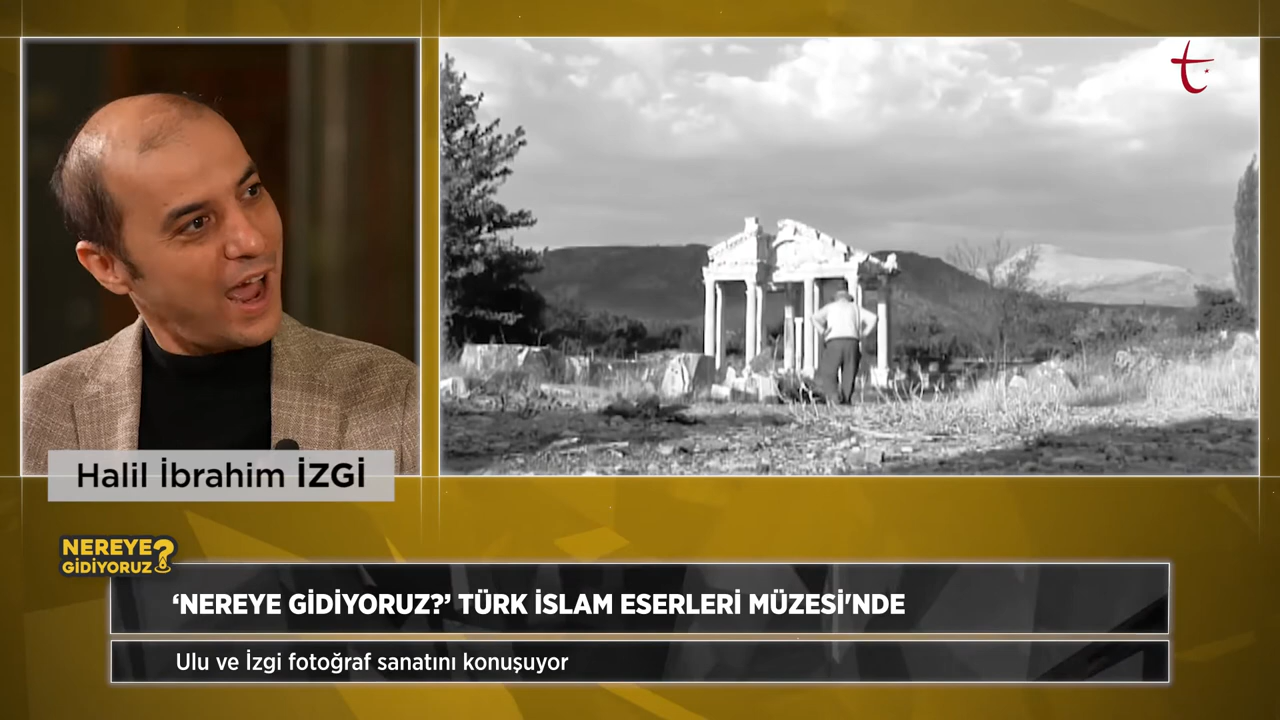 Halil İbrahim İZGİ
NEREYE
GİDİYORUZ?
‘NEREYE GİDİYORUZ?’ TÜRK İSLAM ESERLERİ MÜZESİ'NDE
Ulu ve İzgi fotoğraf sanatını konuşuyor